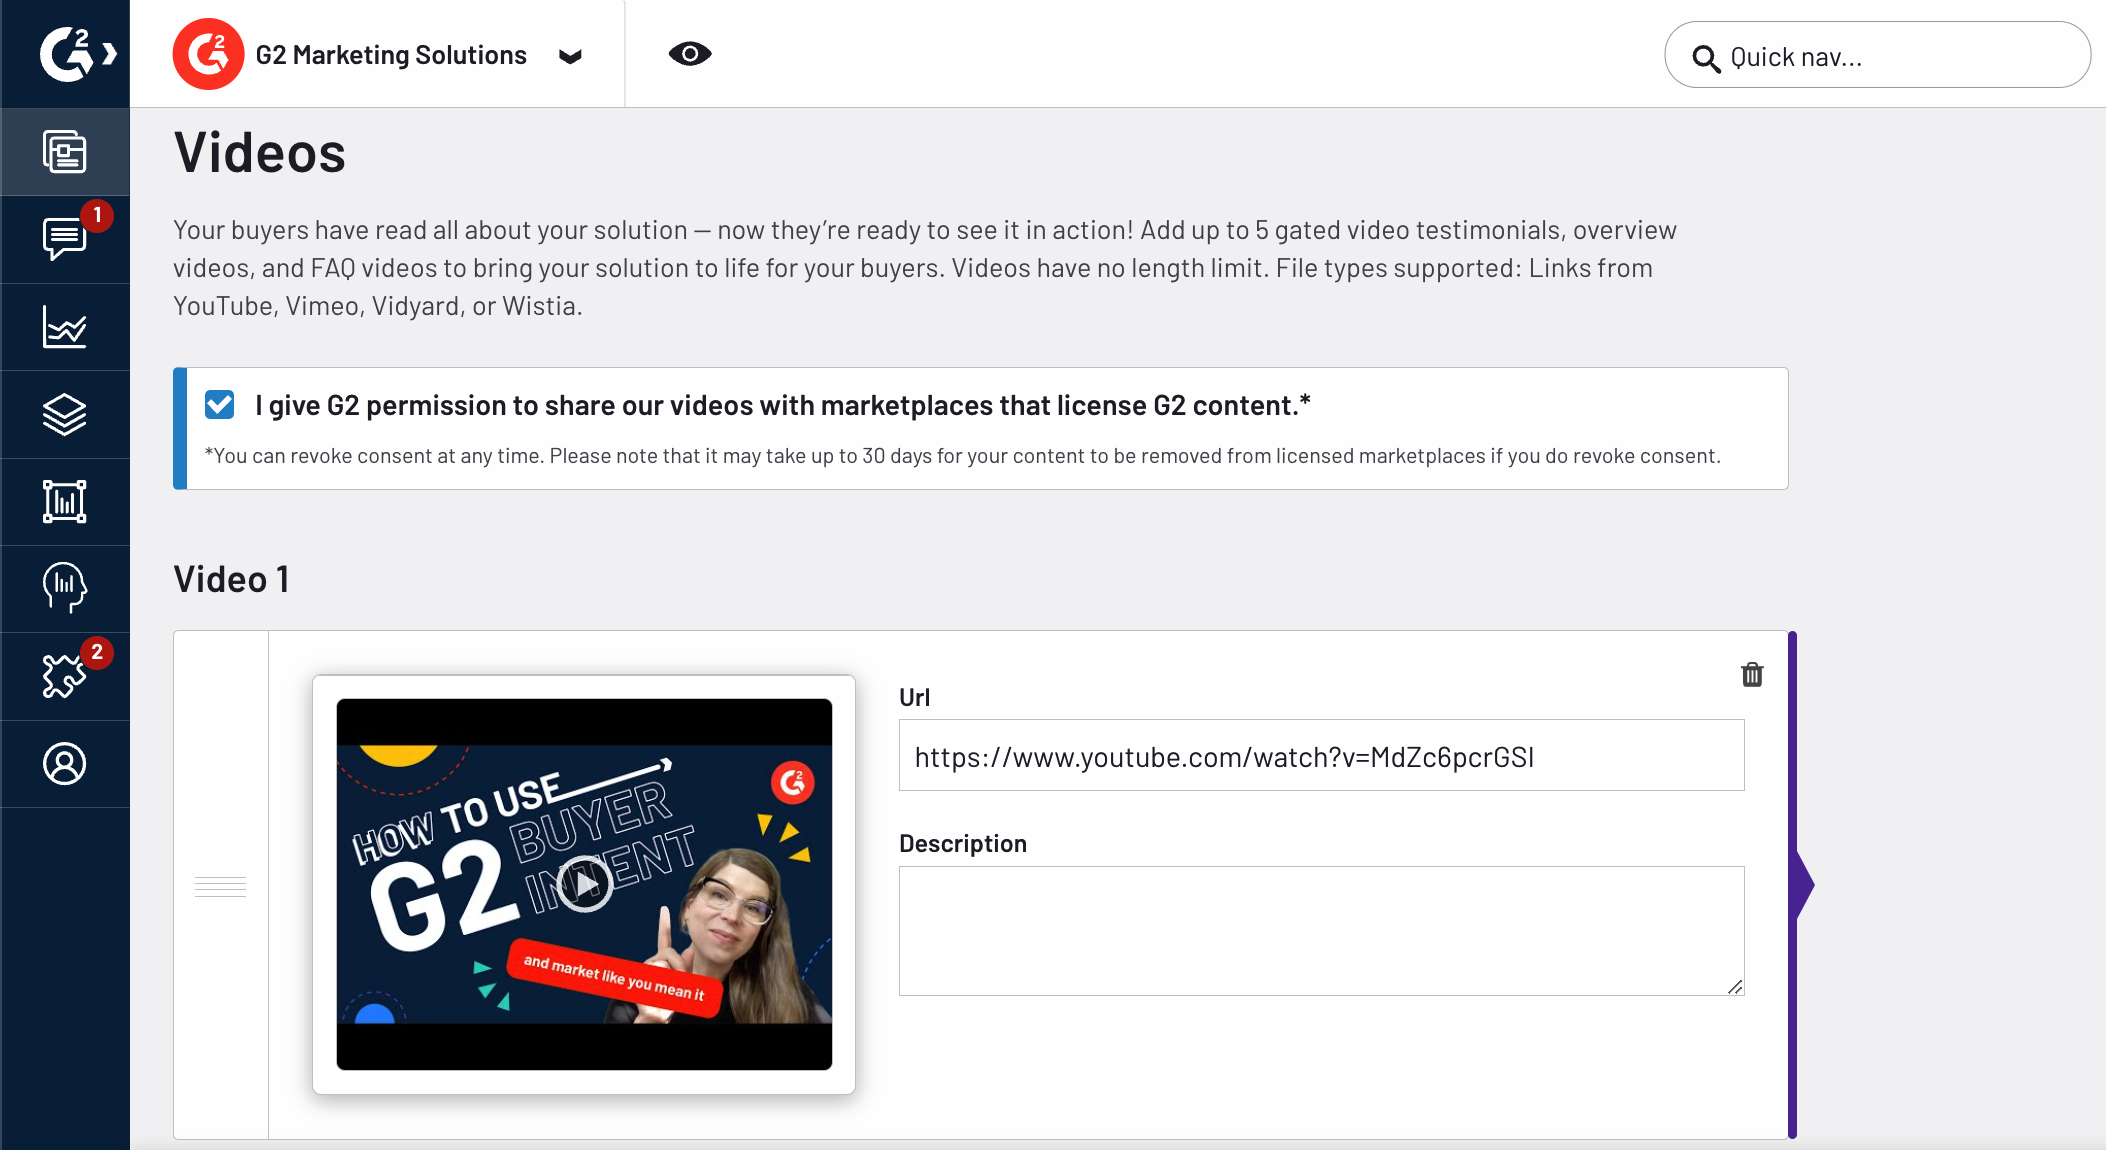 G2
G2
G2 Marketing Solutions
Quick nav...
Videos
Your buyers have read all about your solution — now they’re ready to see it in action! Add up to 5 gated video testimonials, overview
videos, and FAQ videos to bring your solution to life for your buyers. Videos have no length limit. File types supported: Links from
YouTube, Vimeo, Vidyard, or Wistia.
1
I give G2 permission to share our videos with marketplaces that license G2 content.*
*You can revoke consent at any time. Please note that it may take up to 30 days for your content to be removed from licensed marketplaces if you do revoke consent.
Video 1
2
HOW TO USE
G2 BUYER
INTENT
G2
and market like you mean it
Url
https://www.youtube.com/watch?v=MdZc6pcrGSI
Description